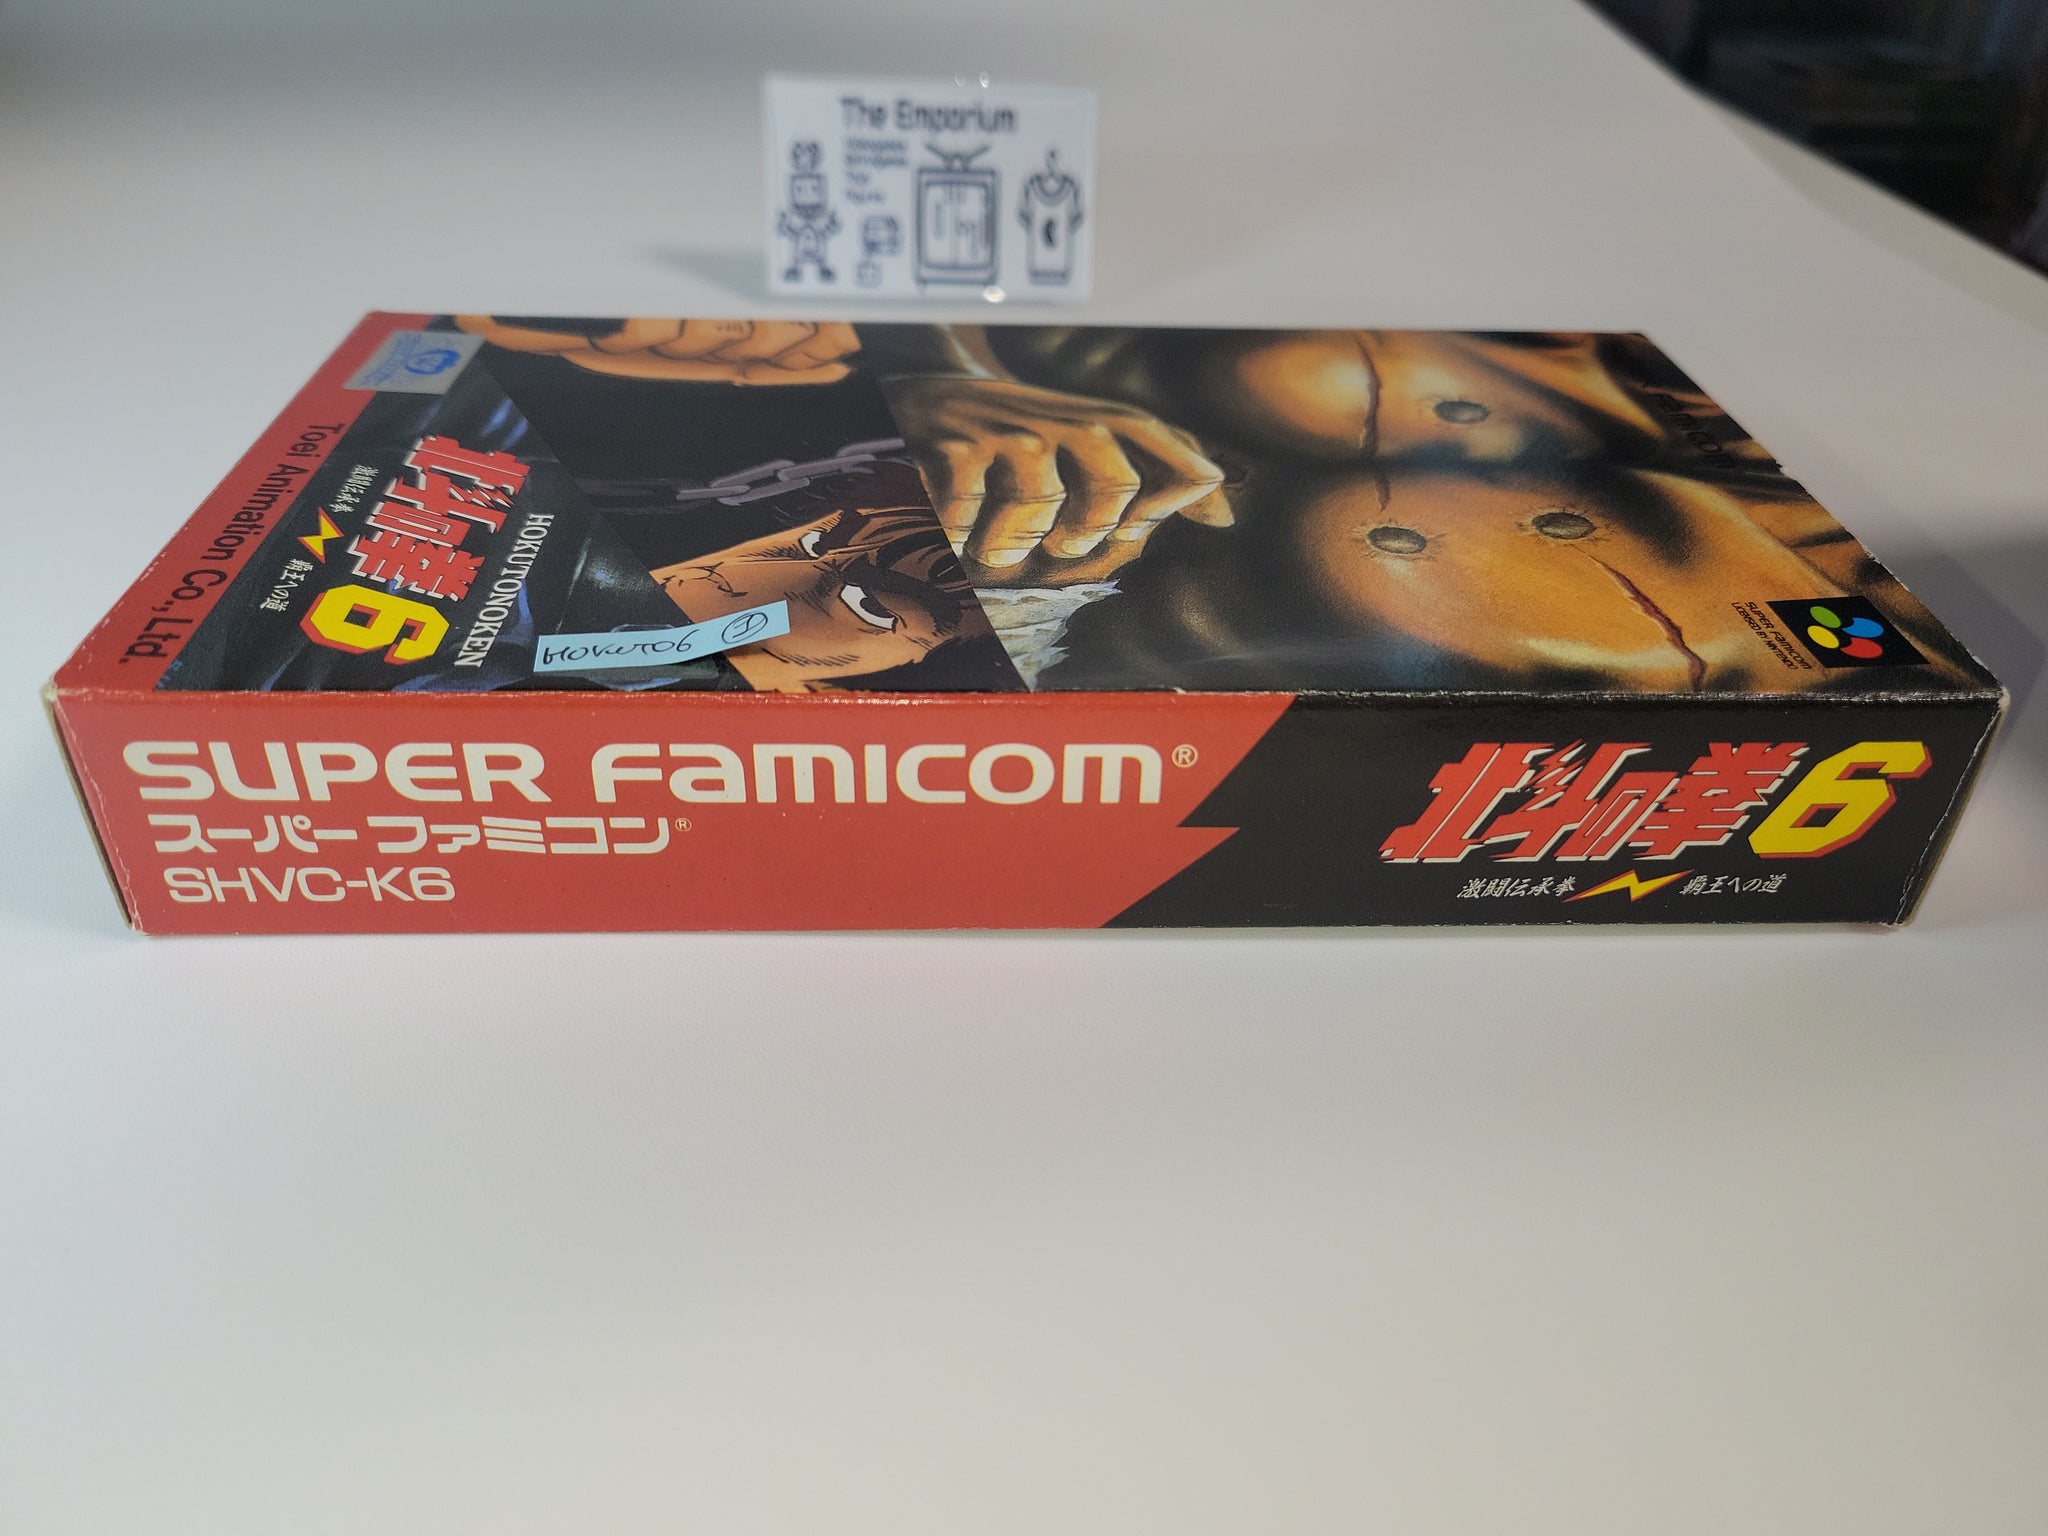 The Emporium
Toei Animation Co., Ltd.
HOKUTONOKEN
北斗の拳6
激闘伝承拳
覇王への道
HOKUTO6
SUPER Famicom
LICENSED BY NINTENDO
SUPER Famicom®
スーパーファミコン®
SHVC-K6
北斗の拳6
激闘伝承拳 覇王への道